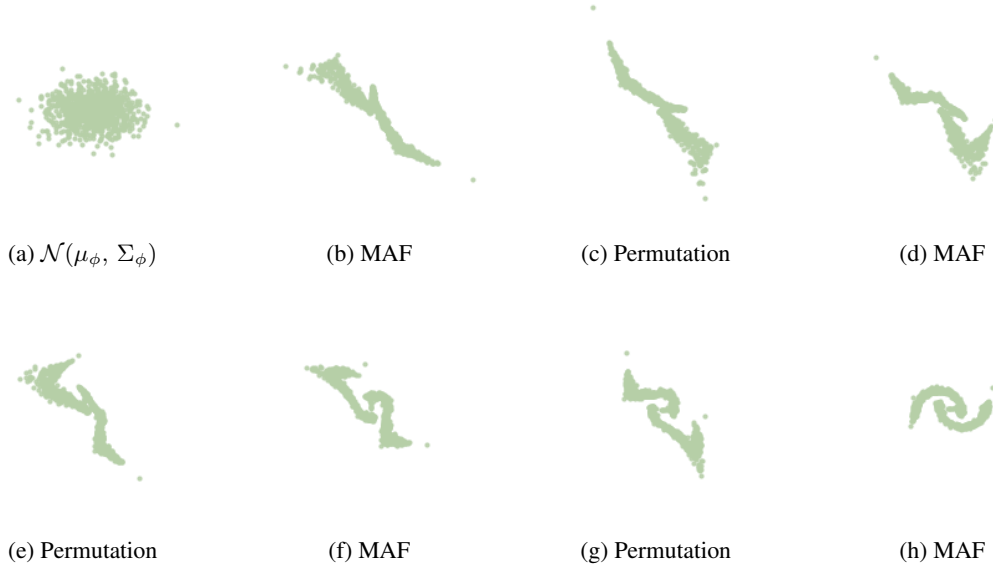 (a) 𝒩(μ_ϕ, Σ_ϕ)
(b) MAF
(c) Permutation
(d) MAF
(e) Permutation
(f) MAF
(g) Permutation
(h) MAF